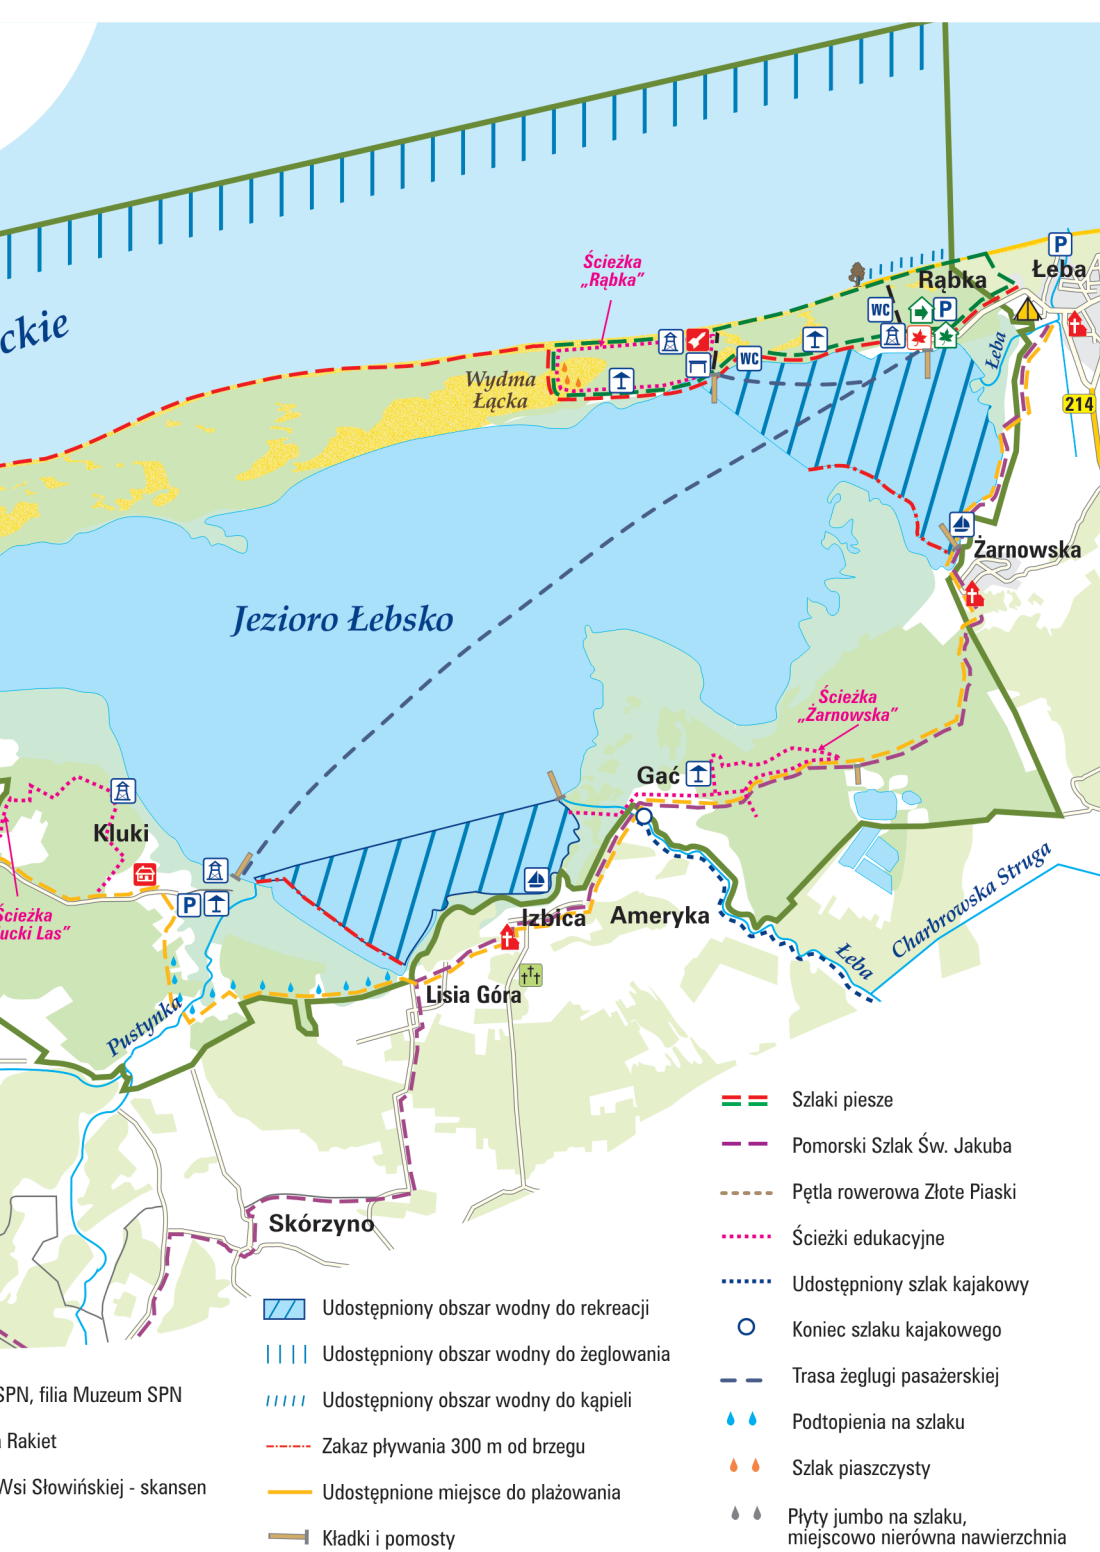 ckie
Ścieżka
„Rąbka”
P
Łeba
Rąbka
WC
P
WC
Wydma
Łącka
Łeba
214
Jezioro Łebsko
Żarnowska
Ścieżka
„Żarnowska”
Gać
Kluki
P
Ścieżka
ucki Las”
Izbica
Ameryka
Charbrowska Struga
Łeba
Lisia Góra
Pustynka
Skórzyno
Szlaki piesze
Pomorski Szlak Św. Jakuba
Pętla rowerowa Złote Piaski
Ścieżki edukacyjne
Udostępniony szlak kajakowy
Koniec szlaku kajakowego
Trasa żeglugi pasażerskiej
Podtopienia na szlaku
Szlak piaszczysty
Płyty jumbo na szlaku,
miejscowo nierówna nawierzchnia
Udostępniony obszar wodny do rekreacji
Udostępniony obszar wodny do żeglowania
Udostępniony obszar wodny do kąpieli
Zakaz pływania 300 m od brzegu
Udostępnione miejsce do plażowania
Kładki i pomosty
SPN, filia Muzeum SPN
Rakiet
Wsi Słowińskiej - skansen